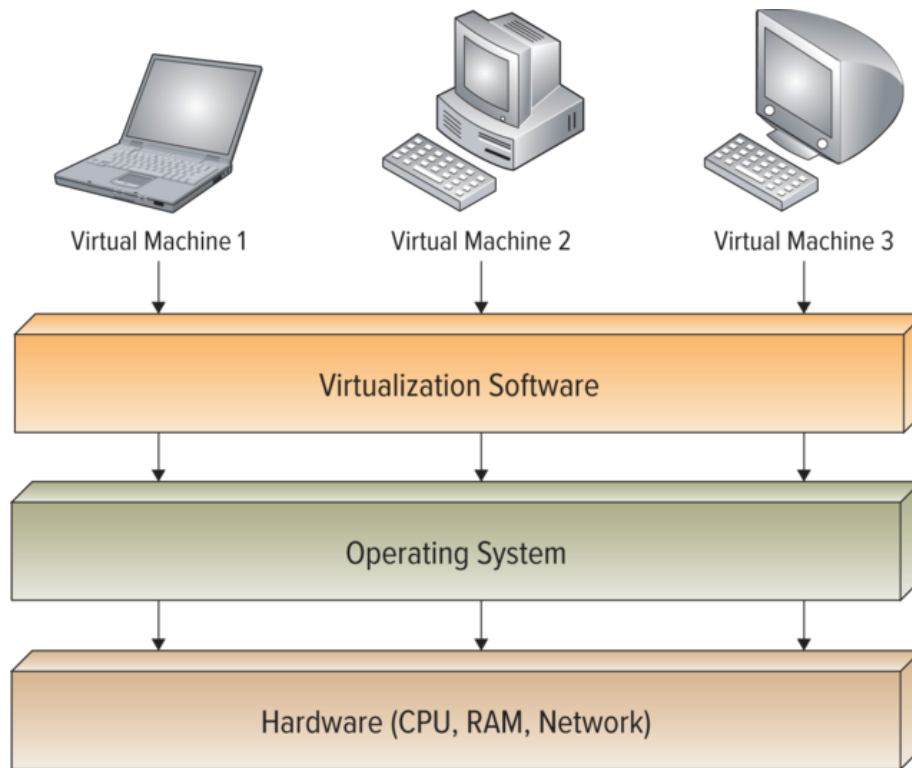 Virtual Machine 1
Virtual Machine 2
Virtual Machine 3
Virtualization Software
Operating System
Hardware (CPU, RAM, Network)